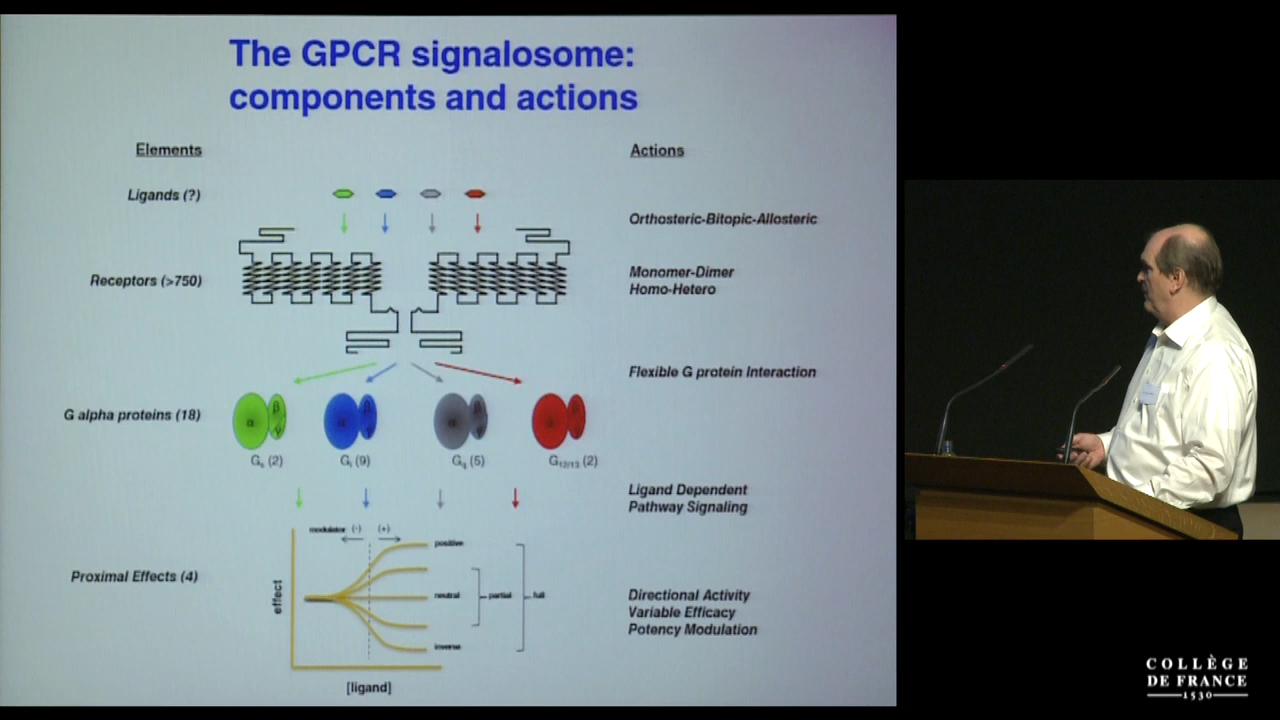 The GPCR signalosome:
components and actions
Elements
Actions
Ligands (?)
Orthosteric-Bitopic-Allosteric
Receptors (>750)
Monomer-Dimer
Homo-Hetero
Flexible G protein Interaction
G alpha proteins (18)
α β γ
α β γ
α β γ
α β γ
Gs (2)
Gi (9)
Gq (5)
G12/13 (2)
Ligand Dependent
Pathway Signaling
modulator (-) (+)
positive
Proximal Effects (4)
effect
neutral
partial
full
inverse
[ligand]
Directional Activity
Variable Efficacy
Potency Modulation
COLLÈGE
DE FRANCE
1530